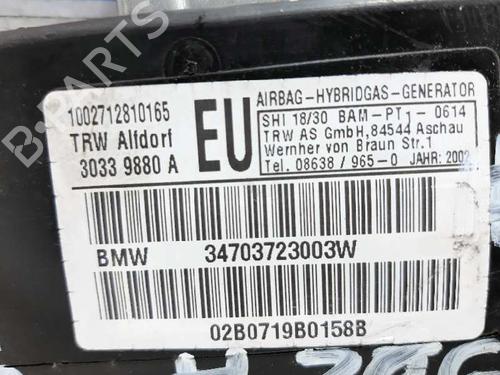 B-PARTS
1002712810165
TRW Alfdorf
3033 9880 A
EU
AIRBAG-HYBRIDGAS-GENERATOR
SHI 18/30 BAM-PT1-0614
TRW AS GmbH,84544 Aschau
Wernher von Braun Str.1
Tel. 08638/965-0 JAHR: 2002
BMW 34703723003W
02B0719B0158B